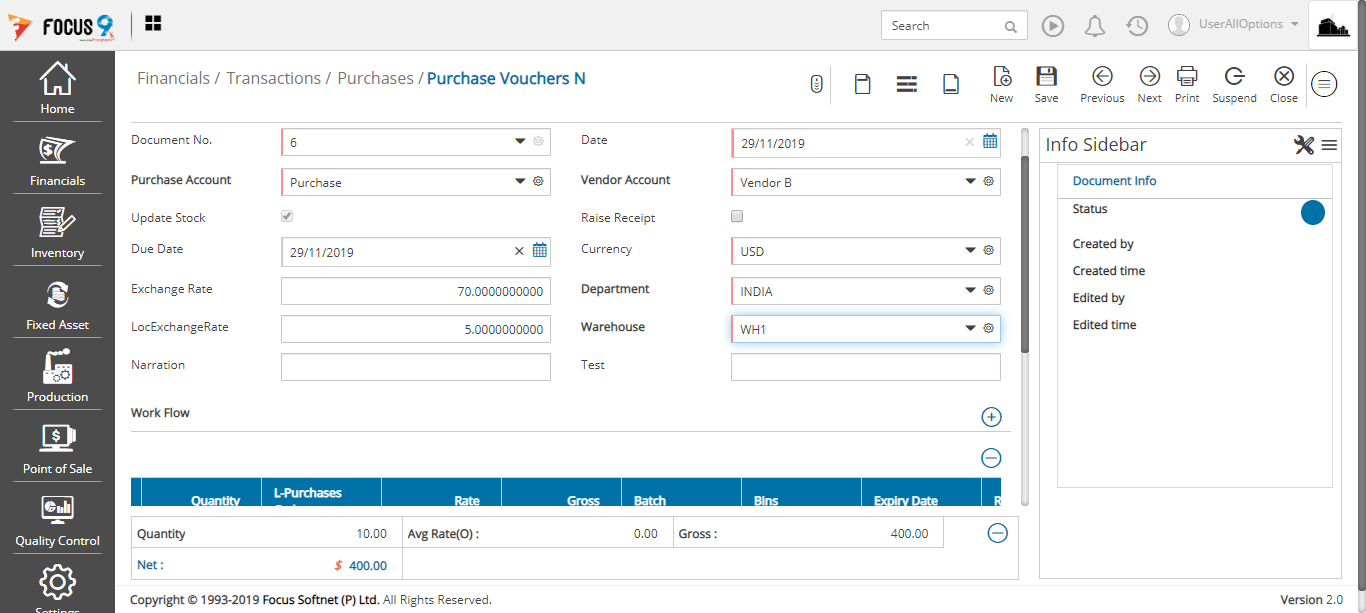 FOCUS 9
Search
UserAllOptions
Home
Financials
Inventory
Fixed Asset
Production
Point of Sale
Quality Control
Settings
Financials / Transactions / Purchases / Purchase Vouchers N
New Save Previous Next Print Suspend Close
Document No. 6 Date 29/11/2019
Purchase Account Purchase Vendor Account Vendor B
Update Stock Raise Receipt
Due Date 29/11/2019 Currency USD
Exchange Rate 70.0000000000 Department INDIA
LocExchangeRate 5.0000000000 Warehouse WH1
Narration Test
Work Flow
Quantity L-Purchases Rate Gross Batch Bins Expiry Date R
Quantity 10.00 Avg Rate(O) : 0.00 Gross : 400.00
Net : $ 400.00
Info Sidebar
Document Info
Status
Created by
Created time
Edited by
Edited time
Copyright © 1993-2019 Focus Softnet (P) Ltd. All Rights Reserved.
Version 2.0